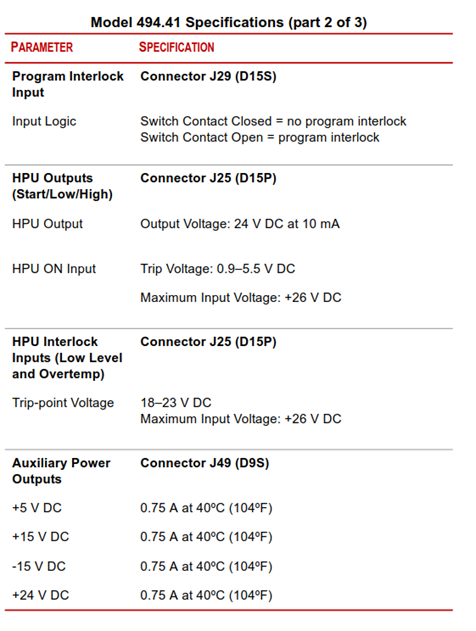 Model 494.41 Specifications (part 2 of 3)
PARAMETER SPECIFICATION
Program Interlock Input Connector J29 (D15S)
Input Logic Switch Contact Closed = no program interlock
Switch Contact Open = program interlock
HPU Outputs (Start/Low/High) Connector J25 (D15P)
HPU Output Output Voltage: 24 V DC at 10 mA
HPU ON Input Trip Voltage: 0.9–5.5 V DC
Maximum Input Voltage: +26 V DC
HPU Interlock Inputs (Low Level and Overtemp) Connector J25 (D15P)
Trip-point Voltage 18–23 V DC
Maximum Input Voltage: +26 V DC
Auxiliary Power Outputs Connector J49 (D9S)
+5 V DC 0.75 A at 40ºC (104ºF)
+15 V DC 0.75 A at 40ºC (104ºF)
-15 V DC 0.75 A at 40ºC (104ºF)
+24 V DC 0.75 A at 40ºC (104ºF)